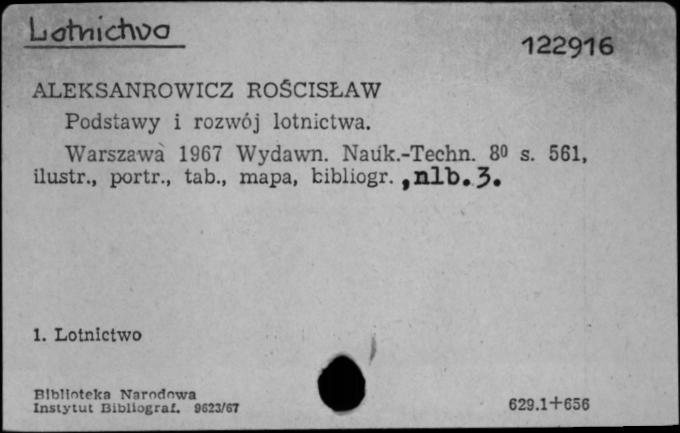 Lotnictwo
122916
ALEKSANROWICZ ROŚCISŁAW
Podstawy i rozwój lotnictwa.
Warszawa 1967 Wydawn. Nauk.-Techn. 8⁰ s. 561,
ilustr., portr., tab., mapa, bibliogr. ,nlb.3.
1. Lotnictwo
Biblioteka Narodowa
Instytut Bibliograf. 9623/67
629.1+656